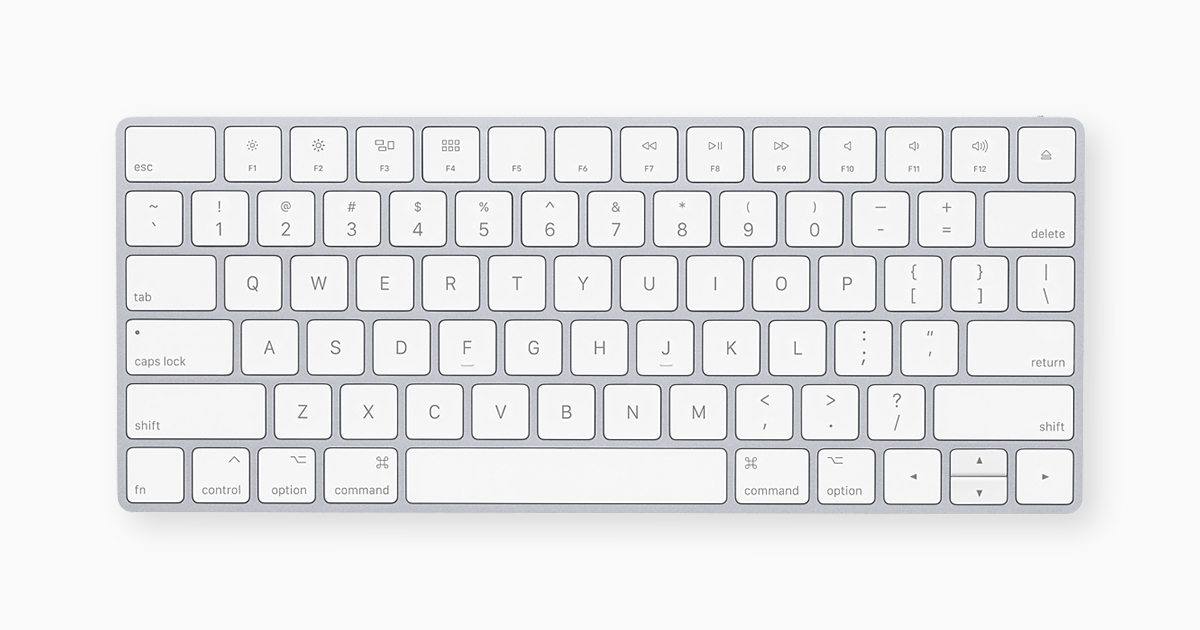 esc F1 F2 F3 F4 F5 F6 F7 F8 F9 F10 F11 F12
~ ! @ # $ % ^ & * ( ) — +
` 1 2 3 4 5 6 7 8 9 0 - = delete
tab Q W E R T Y U I O P { } |
[ ] \
caps lock A S D F G H J K L : "
; ' return
shift Z X C V B N M < > ?
, . / shift
fn control option command command option